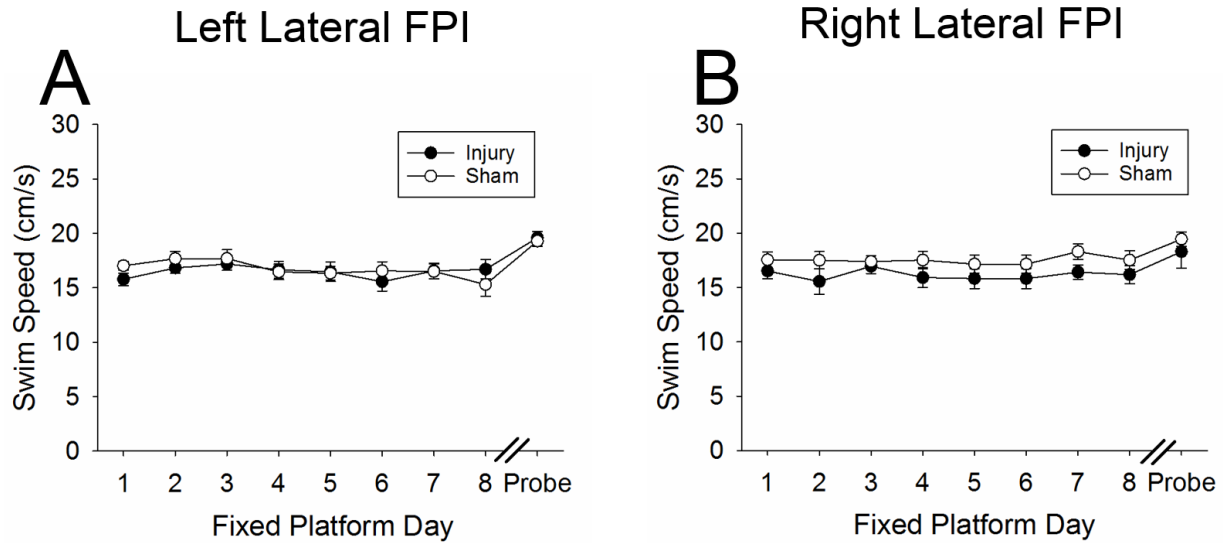 Left Lateral FPI
A
30
25
20
15
10
5
0
Swim Speed (cm/s)
Injury
Sham
1 2 3 4 5 6 7 8 Probe
Fixed Platform Day
Right Lateral FPI
B
30
25
20
15
10
5
0
Swim Speed (cm/s)
Injury
Sham
1 2 3 4 5 6 7 8 Probe
Fixed Platform Day